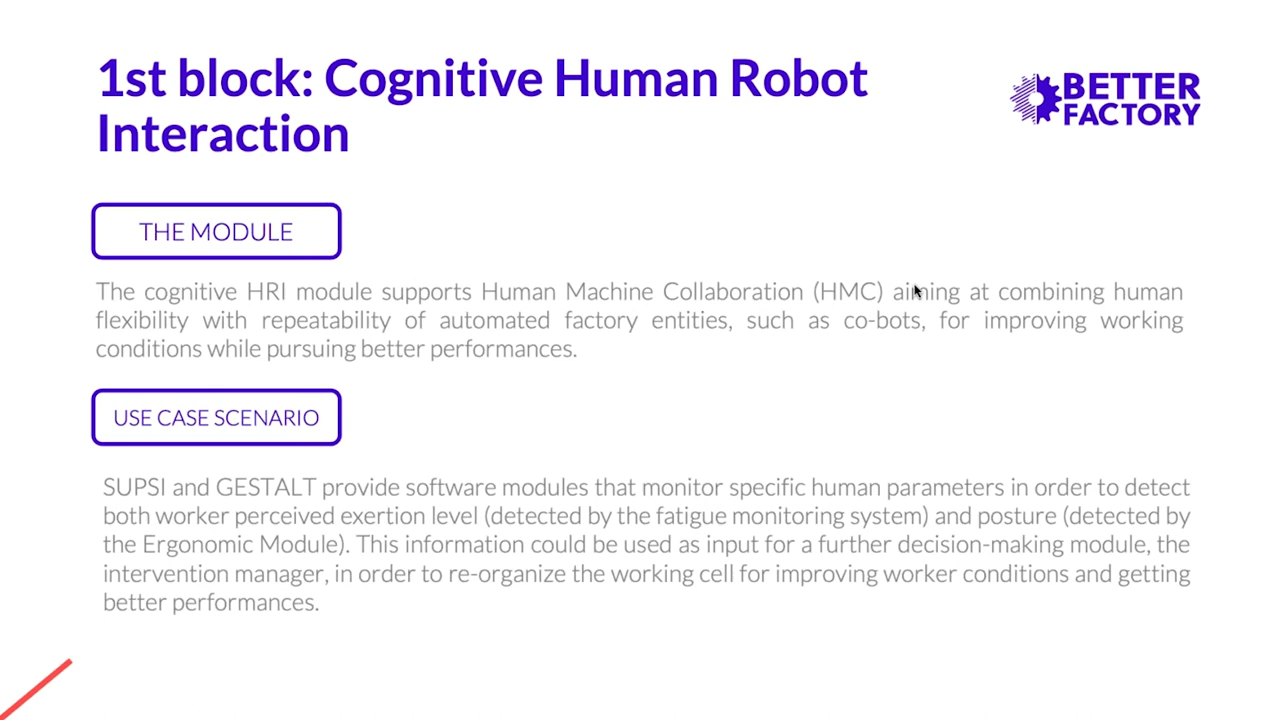 1st block: Cognitive Human Robot
Interaction
BETTER
FACTORY
THE MODULE
The cognitive HRI module supports Human Machine Collaboration (HMC) aiming at combining human
flexibility with repeatability of automated factory entities, such as co-bots, for improving working
conditions while pursuing better performances.
USE CASE SCENARIO
SUPSI and GESTALT provide software modules that monitor specific human parameters in order to detect
both worker perceived exertion level (detected by the fatigue monitoring system) and posture (detected by
the Ergonomic Module). This information could be used as input for a further decision-making module, the
intervention manager, in order to re-organize the working cell for improving worker conditions and getting
better performances.